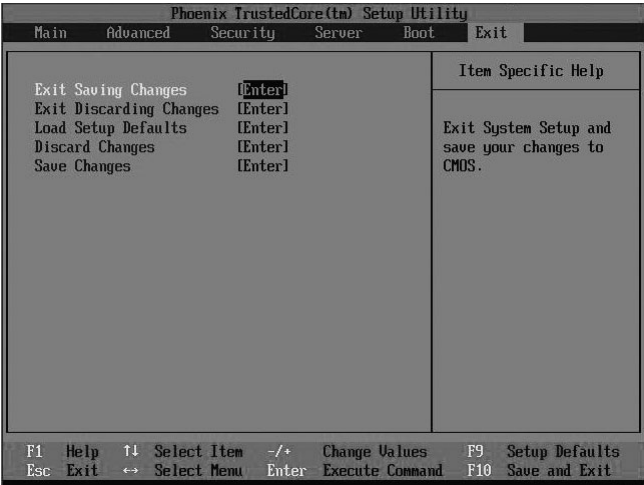 Phoenix TrustedCore(tm) Setup Utility
Main Advanced Security Server Boot Exit
Item Specific Help
Exit Saving Changes [Enter]
Exit Discarding Changes [Enter]
Load Setup Defaults [Enter]
Discard Changes [Enter]
Save Changes [Enter]
Exit System Setup and
save your changes to
CMOS.
F1 Help ↑↓ Select Item -/+ Change Values F9 Setup Defaults
Esc Exit ↔ Select Menu Enter Execute Command F10 Save and Exit